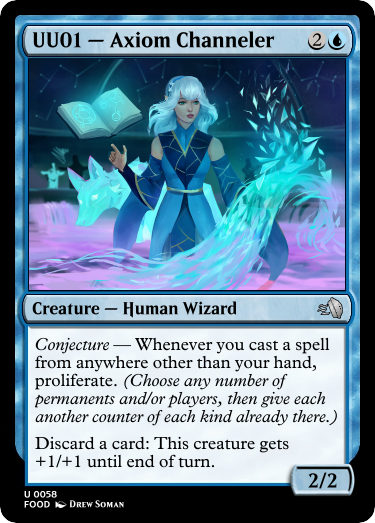 UU01 — Axiom Channeler 2
Creature — Human Wizard
Conjecture — Whenever you cast a spell
from anywhere other than your hand,
proliferate. (Choose any number of
permanents and/or players, then give each
another counter of each kind already there.)
Discard a card: This creature gets
+1/+1 until end of turn.
2/2
U 0058
FOOD Drew Soman